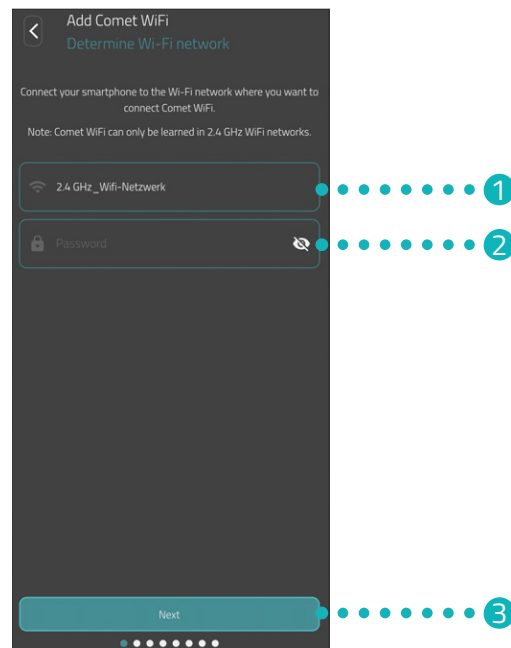 Add Comet WiFi
Determine Wi-Fi network
Connect your smartphone to the Wi-Fi network where you want to
connect Comet WiFi.
Note: Comet WiFi can only be learned in 2.4 GHz WiFi networks.
2.4 GHz_Wifi-Netzwerk
1
Password
2
Next
3